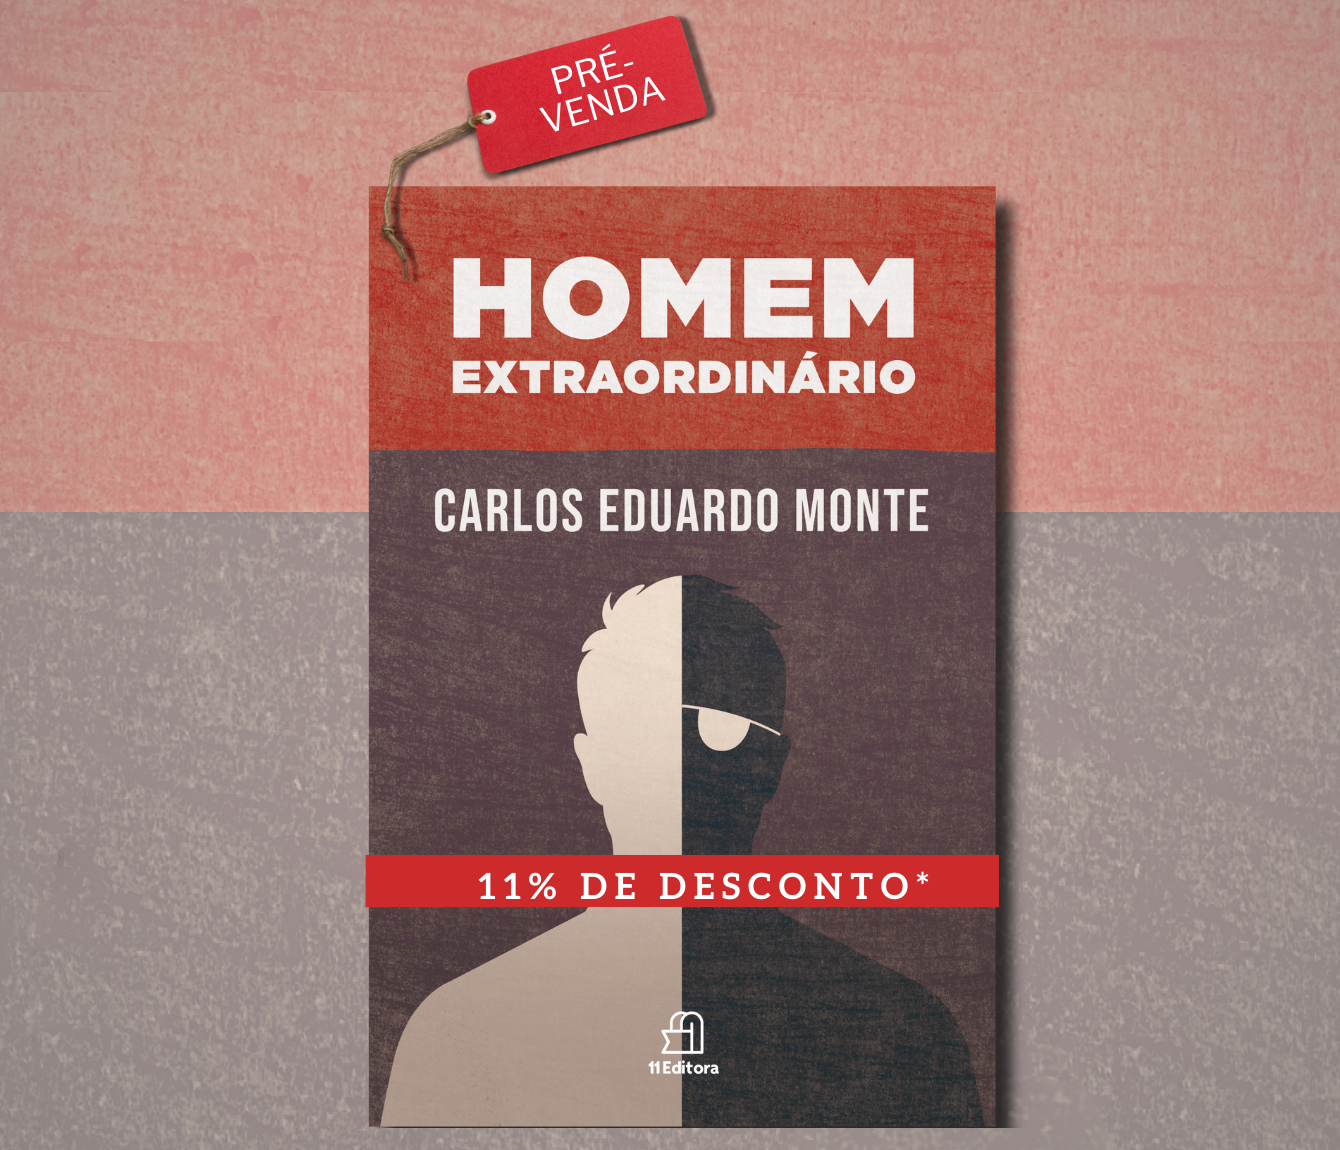 PRÉ-
VENDA
HOMEM
EXTRAORDINÁRIO
CARLOS EDUARDO MONTE
11% DE DESCONTO*
11Editora